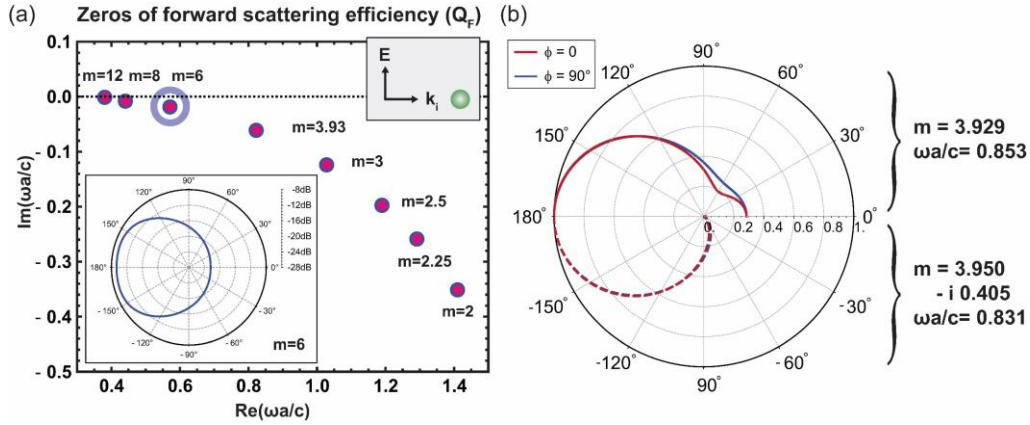 (a) Zeros of forward scattering efficiency (QF)
Im(ωa/c)
0.1
0.0
- 0.1
- 0.2
- 0.3
- 0.4
- 0.5
0.4 0.6 0.8 1.0 1.2 1.4
Re(ωa/c)
m=12 m=8 m=6
m=3.93
m=3
m=2.5
m=2.25
m=2
E
ki
90°
120° 60°
150° 30°
180° 0°
- 150° - 30°
- 120° - 60°
- 90°
-8dB
-12dB
-16dB
-20dB
-24dB
-28dB
m=6
(b)
ϕ = 0
ϕ = 90°
90°
120° 60°
150° 30°
180° 0°
0. 0.2 0.4 0.6 0.8 1.
-150° - 30°
-120° - 60°
90°
m = 3.929
ωa/c= 0.853
m = 3.950
- i 0.405
ωa/c= 0.831